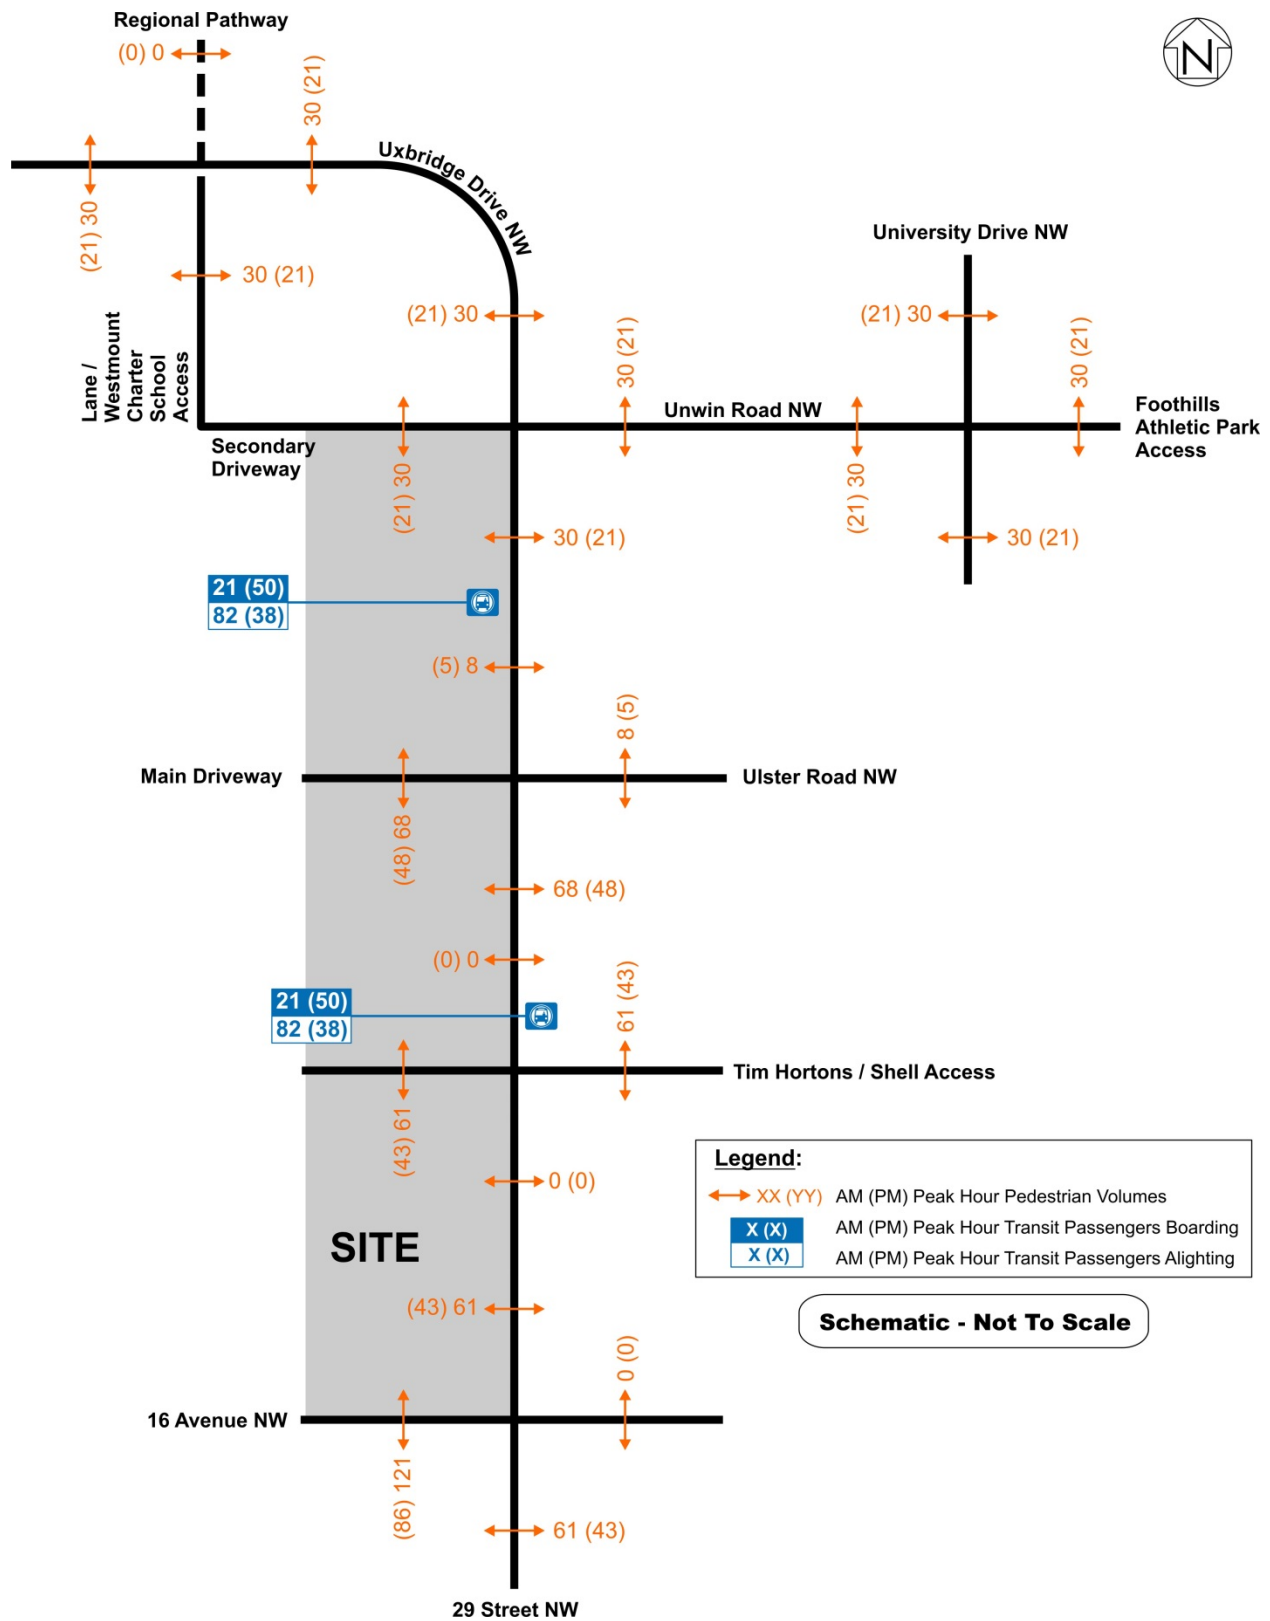 Regional Pathway
N
(0) 0
30 (21)
Uxbridge Drive NW
(21) 30
University Drive NW
30 (21)
(21) 30
(21) 30
30 (21)
30 (21)
Lane /
Westmount
Charter
School
Access
Unwin Road NW
Foothills
Athletic Park
Access
Secondary
Driveway
(21) 30
(21) 30
30 (21)
30 (21)
21 (50)
82 (38)
(5) 8
8 (5)
Main Driveway
Ulster Road NW
(48) 68
68 (48)
(0) 0
61 (43)
21 (50)
82 (38)
Tim Hortons / Shell Access
(43) 61
0 (0)
Legend:
XX (YY) AM (PM) Peak Hour Pedestrian Volumes
X (X) AM (PM) Peak Hour Transit Passengers Boarding
X (X) AM (PM) Peak Hour Transit Passengers Alighting
SITE
(43) 61
Schematic - Not To Scale
0 (0)
16 Avenue NW
(86) 121
61 (43)
29 Street NW